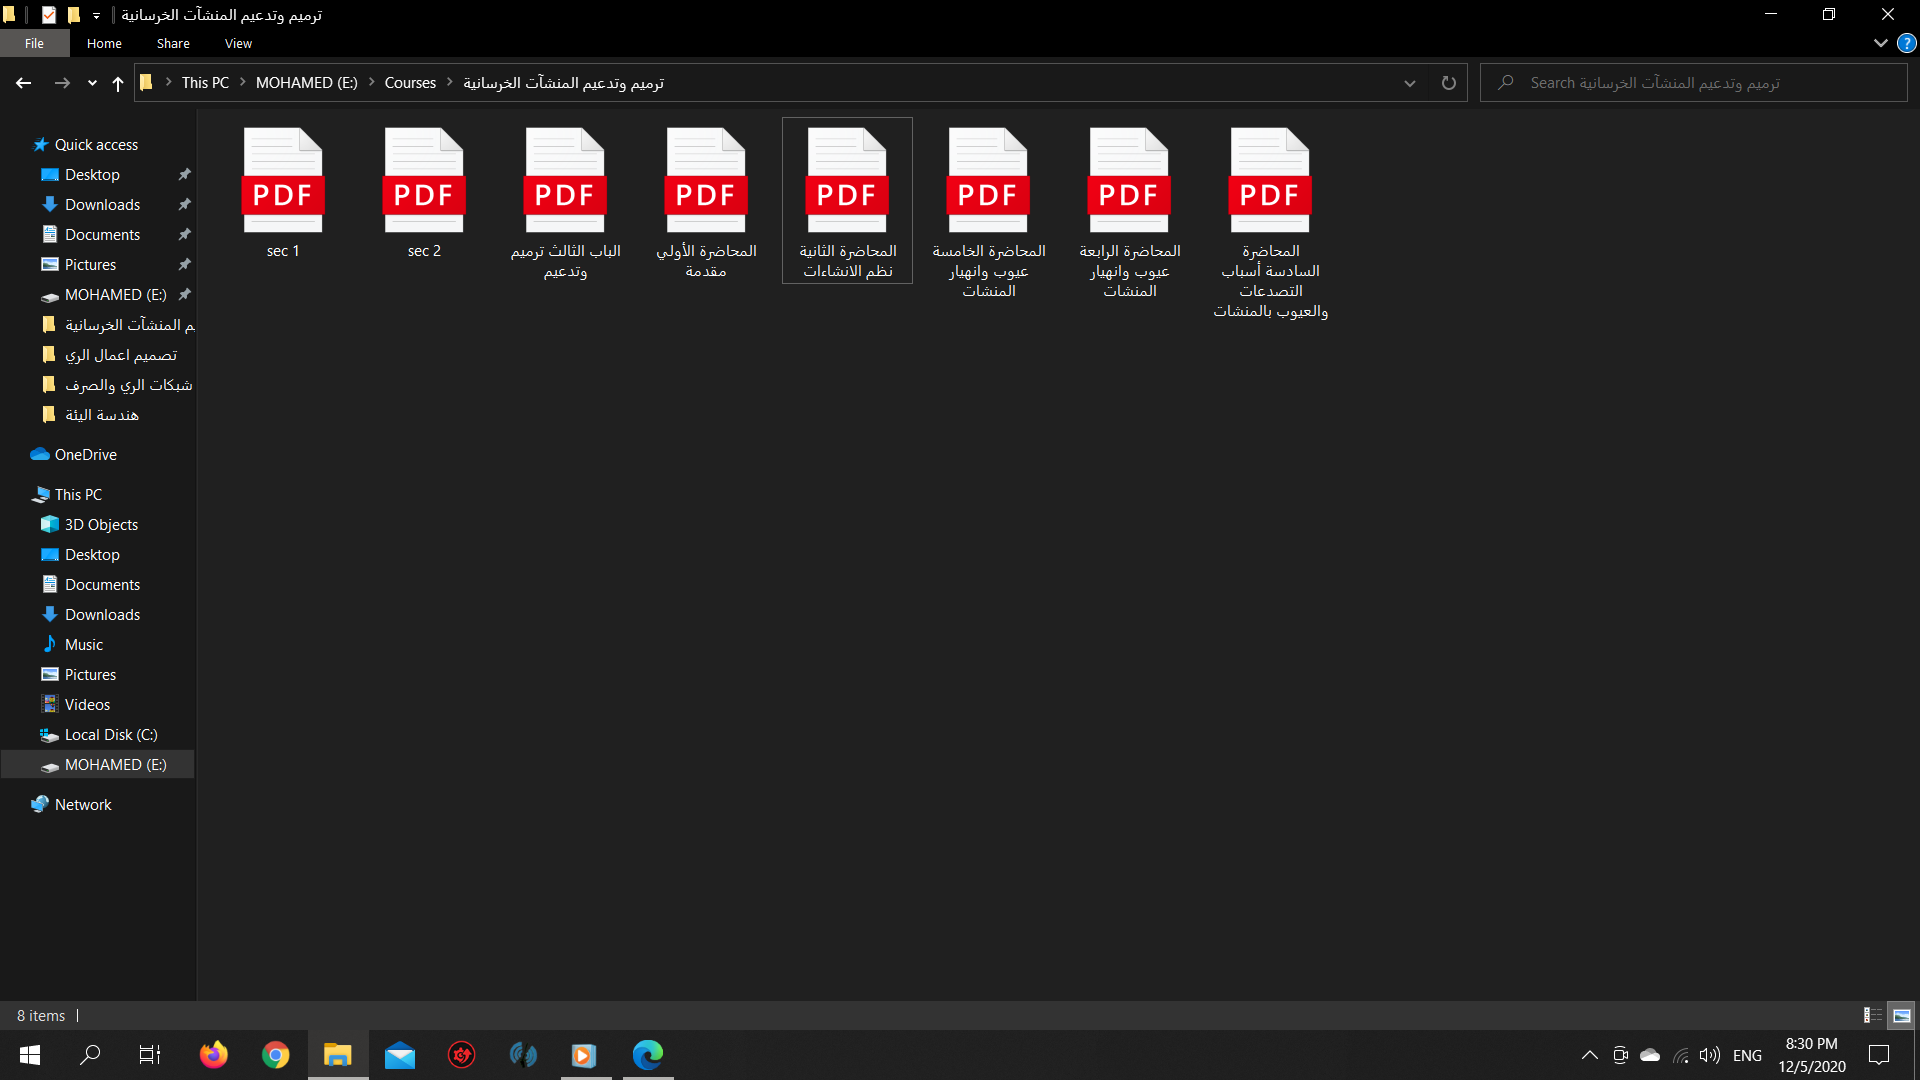 ترميم وتدعيم المنشآت الخرسانية
File
Home
Share
View
This PC
MOHAMED (E:)
Courses
ترميم وتدعيم المنشآت الخرسانية
Search ترميم وتدعيم المنشآت الخرسانية
Quick access
Desktop
Downloads
Documents
Pictures
MOHAMED (E:)
م المنشآت الخرسانية
تصميم اعمال الري
شبكات الري والصرف
هندسة اليئة
OneDrive
This PC
3D Objects
Desktop
Documents
Downloads
Music
Pictures
Videos
Local Disk (C:)
MOHAMED (E:)
Network
PDF
sec 1
PDF
sec 2
PDF
الباب الثالث ترميم
وتدعيم
PDF
المحاضرة الأولي
مقدمة
PDF
المحاضرة الثانية
نظم الانشاءات
PDF
المحاضرة الخامسة
عيوب وانهيار
المنشات
PDF
المحاضرة الرابعة
عيوب وانهيار
المنشات
PDF
المحاضرة
السادسة أسباب
التصدعات
والعيوب بالمنشات
8 items
ENG
8:30 PM
12/5/2020